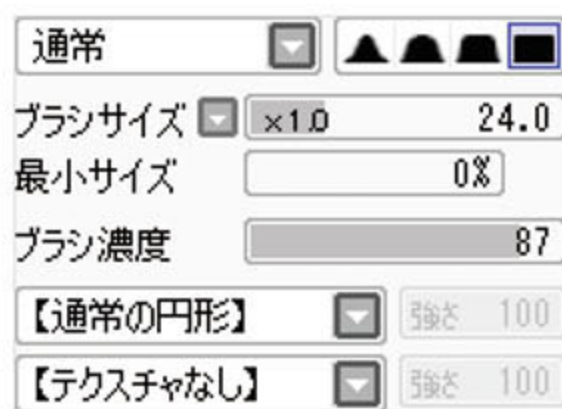 通常
ブラシサイズ ×1.0 24.0
最小サイズ 0%
ブラシ濃度 87
【通常の円形】 強さ 100
【テクスチャなし】 強さ 100